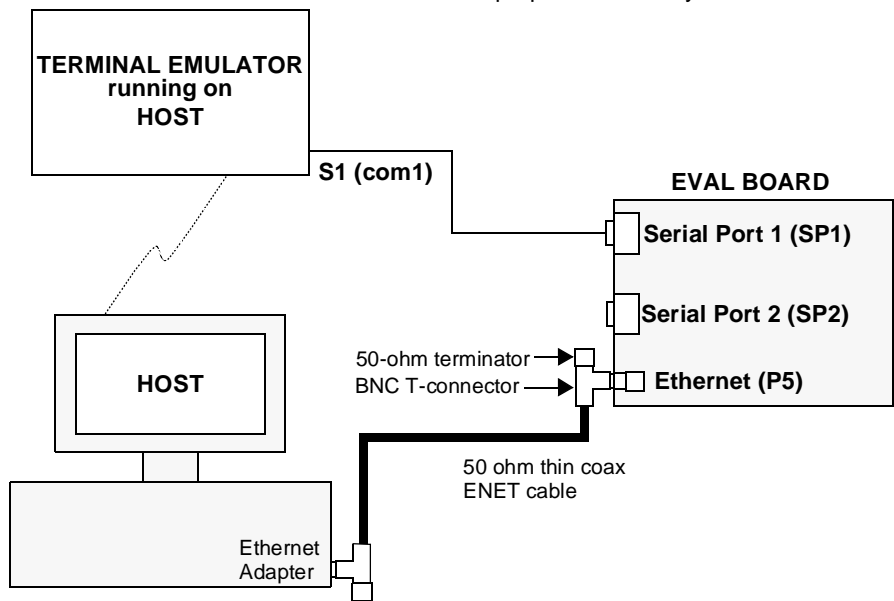 TERMINAL EMULATOR
running on
HOST
S1 (com1)
EVAL BOARD
Serial Port 1 (SP1)
Serial Port 2 (SP2)
50-ohm terminator
BNC T-connector
Ethernet (P5)
HOST
50 ohm thin coax
ENET cable
Ethernet
Adapter